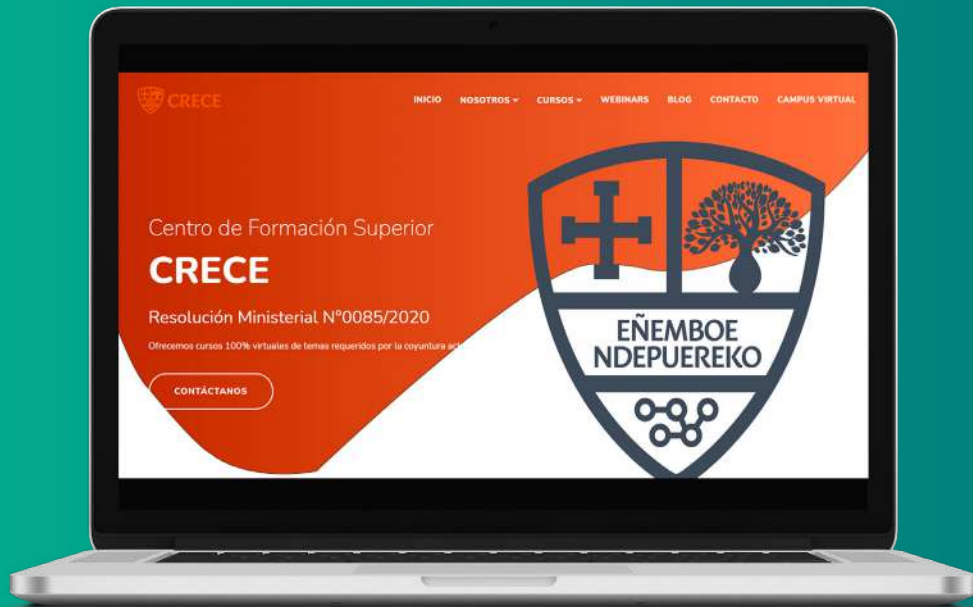 CRECE
INICIO NOSOTROS CURSOS WEBINARS BLOG CONTACTO CAMPUS VIRTUAL
Centro de Formación Superior
CRECE
Resolución Ministerial N°0085/2020
Ofrecemos cursos 100% virtuales de temas requeridos por la coyuntura
CONTÁCTANOS
EÑEMBOE
NDEPUEREKO